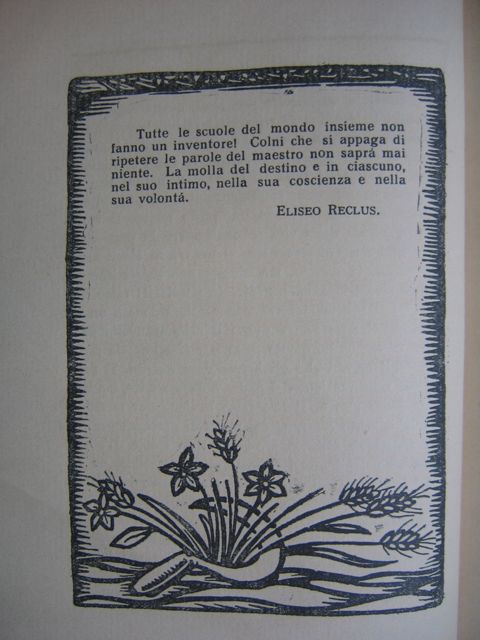 Tutte le scuole del mondo insieme non
fanno un inventore! Colni che si appaga di
ripetere le parole del maestro non saprà mai
niente. La molla del destino e in ciascuno,
nel suo intimo, nella sua coscienza e nella
sua volontá.
ELISEO RECLUS.